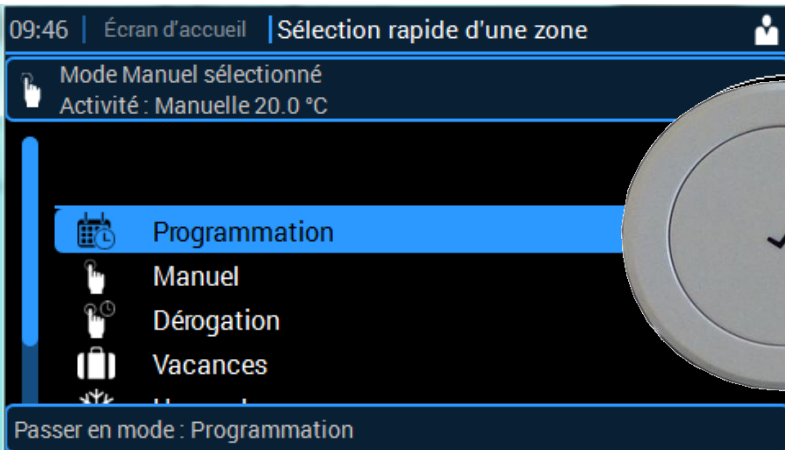 09:46 | Écran d'accueil | Sélection rapide d'une zone
Mode Manuel sélectionné
Activité : Manuelle 20.0 °C
Programmation
Manuel
Dérogation
Vacances
Passer en mode : Programmation